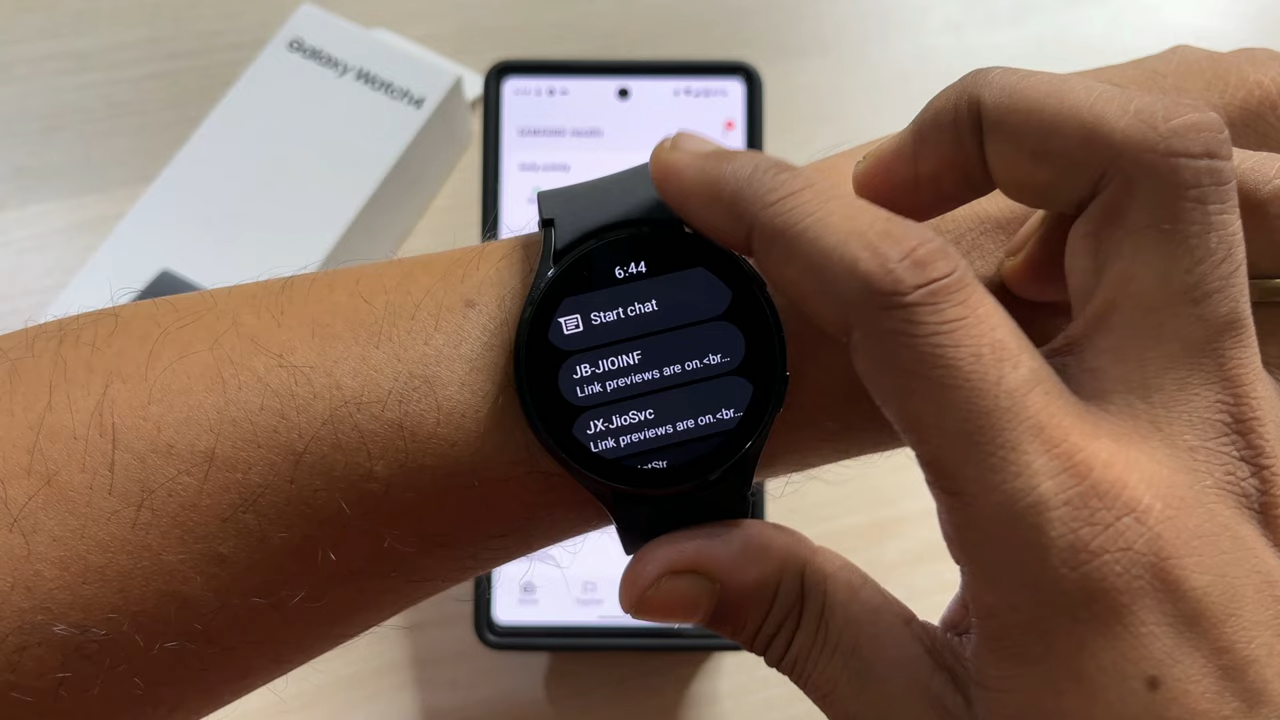 Galaxy Watch4
6:44
Start chat
JB-JIOINF
Link previews are on.<br...
JX-JioSvc
Link previews are on.<br...